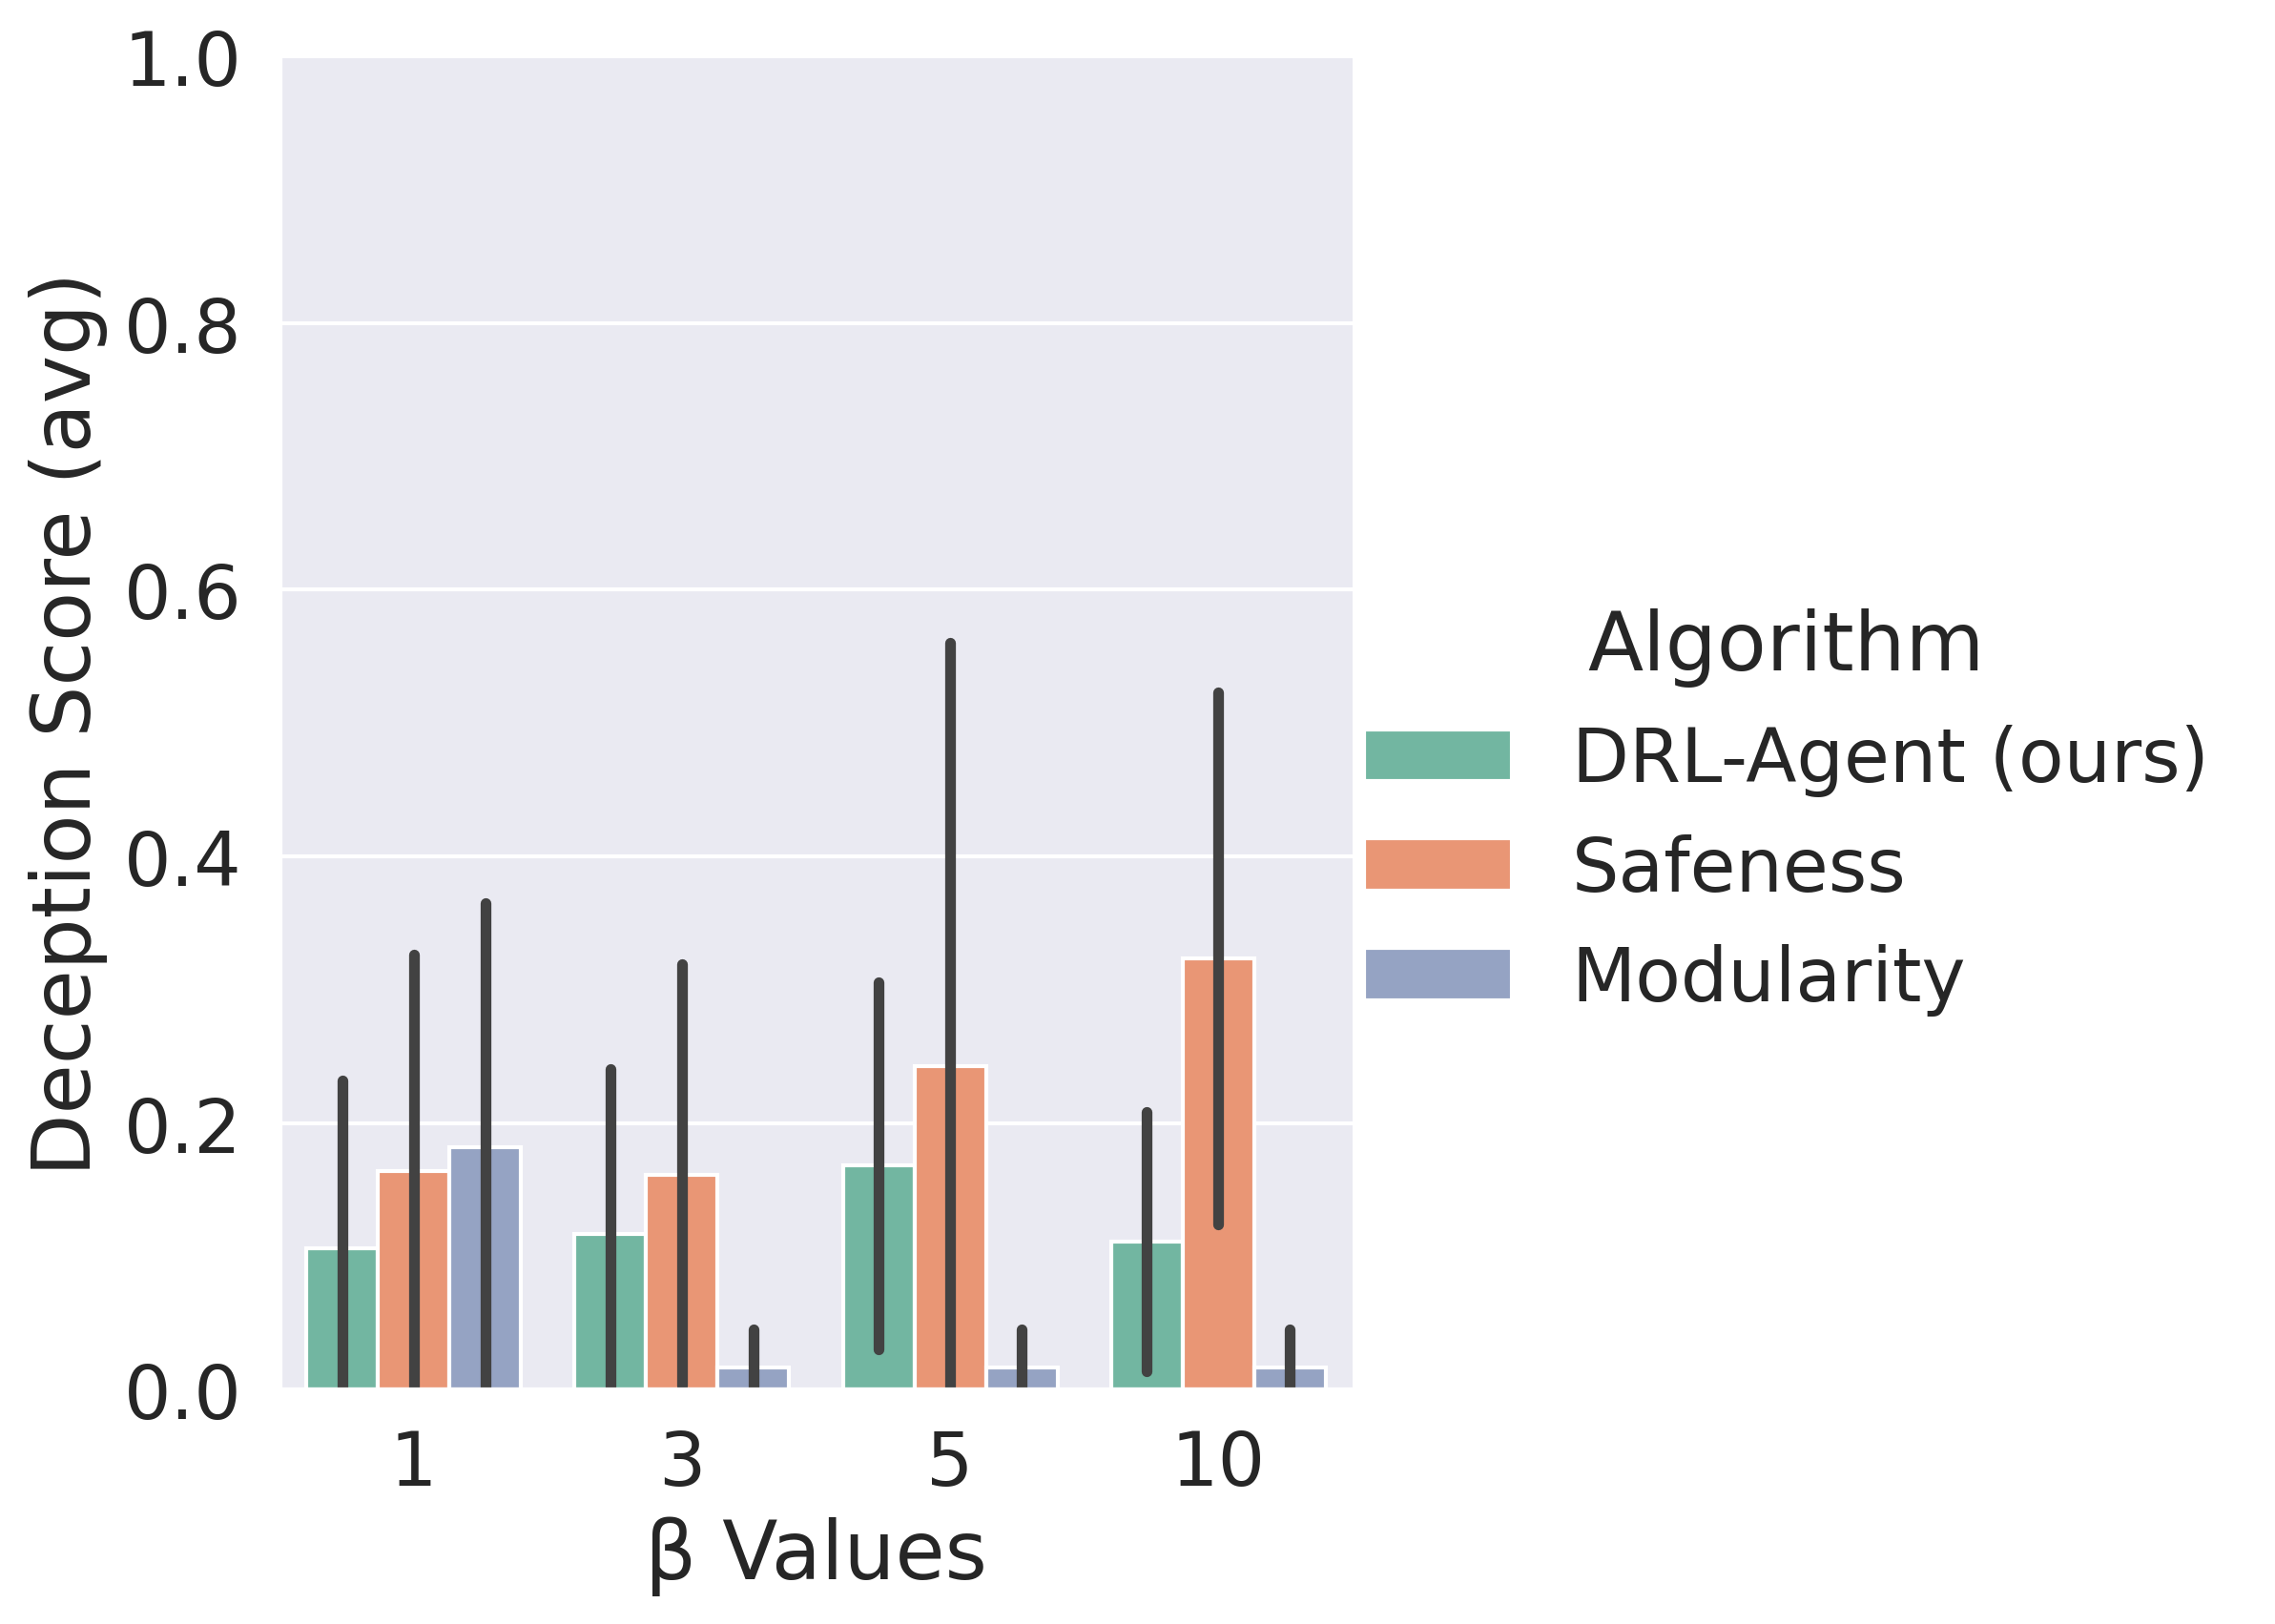 Deception Score (avg)
1.0
0.8
0.6
0.4
0.2
0.0
1 3 5 10
β Values
Algorithm
DRL-Agent (ours)
Safeness
Modularity